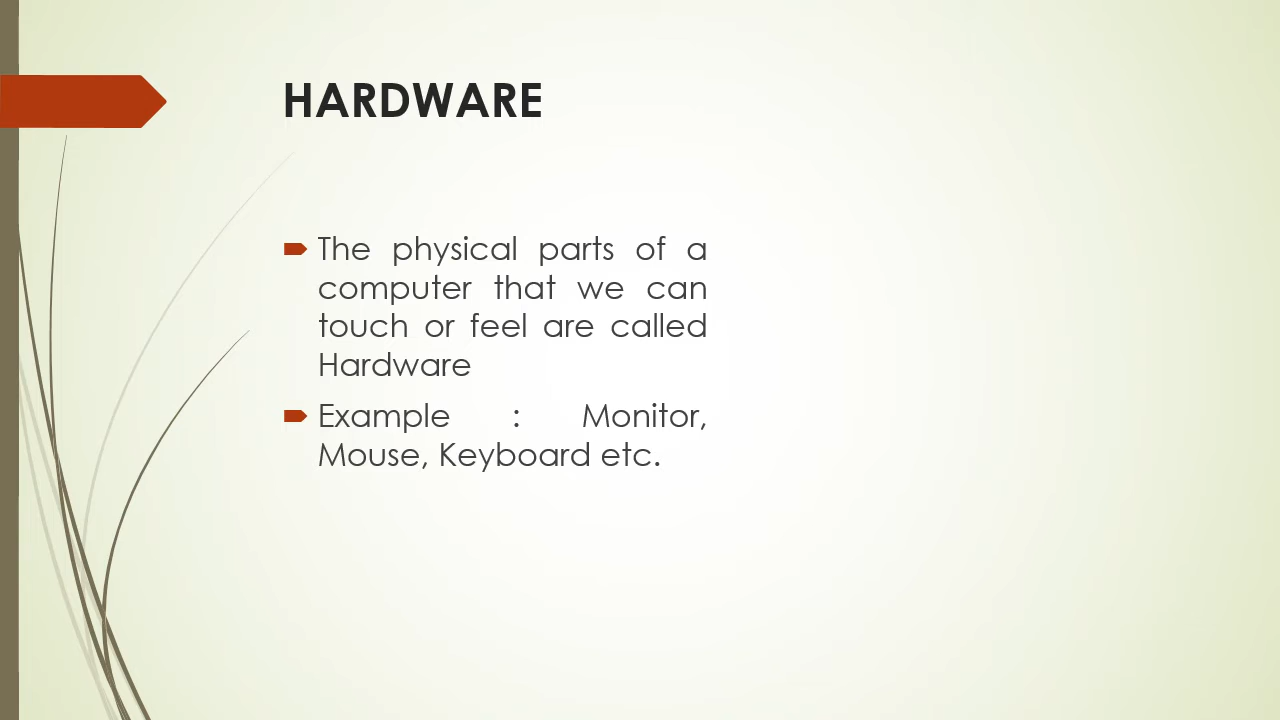 HARDWARE
The physical parts of a
computer that we can
touch or feel are called
Hardware
Example : Monitor,
Mouse, Keyboard etc.